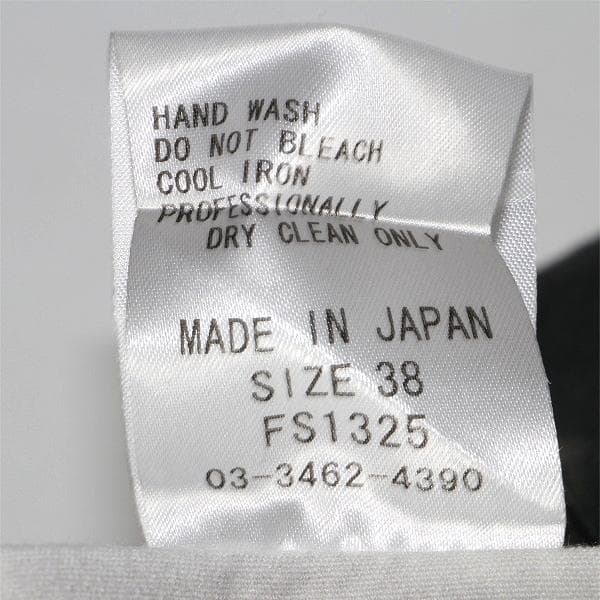 HAND WASH
DO NOT BLEACH
COOL IRON
PROFESSIONALLY
DRY CLEAN ONLY
MADE IN JAPAN
SIZE 38
FS1325
03-3462-4390